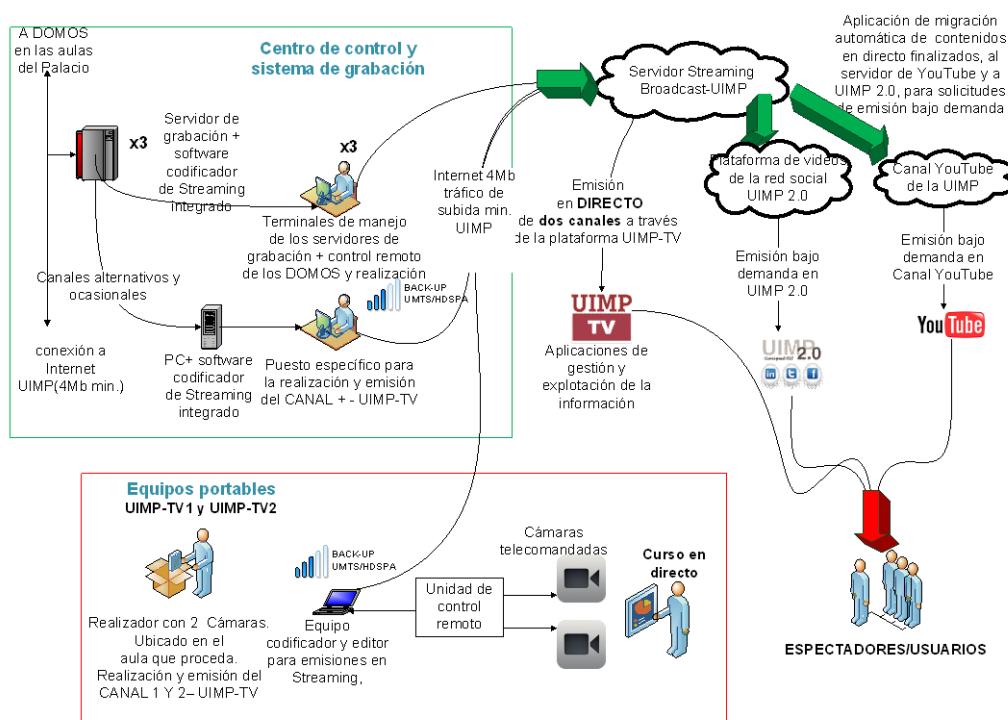 A DOMOS
en las aulas
del Palacio
Centro de control y
sistema de grabación
x3
Servidor de
grabación +
software
codificador
de Streaming
integrado
x3
Terminales de manejo
de los servidores de
grabación + control remoto
de los DOMOS y realización
Internet 4Mb
tráfico de
subida min.
UIMP
Canales alternativos y
ocasionales
BACK-UP
UMTS/HDSPA
conexión a
Internet
UIMP(4Mb min.)
PC+ software
codificador
de Streaming
integrado
Puesto específico para
la realización y emisión
del CANAL + - UIMP-TV
Servidor Streaming
Broadcast-UIMP
Aplicación de migración
automática de contenidos
en directo finalizados, al
servidor de YouTube y a
UIMP 2.0, para solicitudes
de emisión bajo demanda
Plataforma de videos
de la red social
UIMP 2.0
Canal YouTube
de la UIMP
Emisión
en DIRECTO
de dos canales a través
de la plataforma UIMP-TV
Emisión bajo
demanda en
UIMP 2.0
Emisión bajo
demanda en
Canal YouTube
UIMP
TV
Aplicaciones de
gestión y
explotación de la
información
UIMP 2.0
in t f
YouTube
Equipos portables
UIMP-TV1 y UIMP-TV2
Realizador con 2 Cámaras.
Ubicado en el
aula que proceda.
Realización y emisión del
CANAL 1 Y 2– UIMP-TV
BACK-UP
UMTS/HDSPA
Equipo
codificador y editor
para emisiones en
Streaming,
Unidad de
control
remoto
Cámaras
telecomandadas
Curso en
directo
ESPECTADORES/USUARIOS